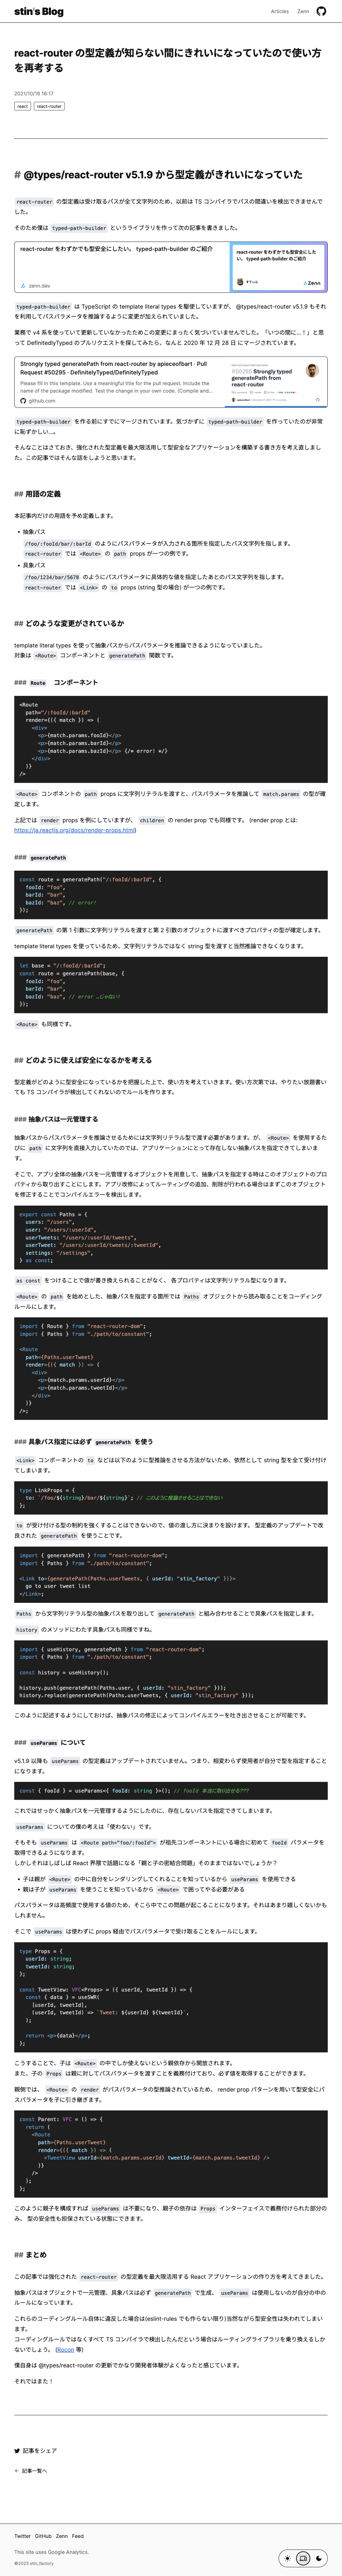 stin's Blog
Articles
Zenn
react-router の型定義が知らない間にきれいになっていたので使い方
を再考する
2021/10/16 16:17
react
react-router
# @types/react-router v5.1.9 から型定義がきれいになっていた
react-router の型定義は受け取るパスが全て文字列のため、以前は TS コンパイラでパスの間違いを検出できませんで
した。
そのため僕は typed-path-builder というライブラリを作って次の記事を書きました。
react-router をわずかでも型安全にしたい。 typed-path-builder のご紹介
zenn.dev
react-router をわずかでも型安全にした
い。 typed-path-builder のご紹介
すてぃん
Zenn
typed-path-builder は TypeScript の template literal types を駆使していますが、 @types/react-router v5.1.9 もそれ
を利用してパスパラメータを推論するように変更が加えられていました。
業務で v4 系を使っていて更新していなかったためこの変更にまったく気づいていませんでした。「いつの間に...！」と思
って DefinitedlyTyped のプルリクエストを探してみたら、なんと 2020 年 12 月 28 日 にマージされています。
Strongly typed generatePath from react-router by apieceofbart · Pull
Request #50295 · DefinitelyTyped/DefinitelyTyped
Please fill in this template. Use a meaningful title for the pull request. Include the
name of the package modified. Test the change in your own code. (Compile and...
github.com
Strongly typed
generatePath from
react-router
typed-path-builder を作る前にすでにマージされています。気づかずに typed-path-builder を作っていたのが非常
に恥ずかしい...。
そんなことはさておき、強化された型定義を最大限活用して型安全なアプリケーションを構築する書き方を考え直しまし
た。この記事ではそんな話をしようと思います。
## 用語の定義
本記事内だけの用語を予め定義します。
• 抽象パス
/foo/:fooId/bar/:barId のようにパスパラメータが入力される箇所を指定したパス文字列を指します。
react-router では <Route> の path props が一つの例です。
• 具象パス
/foo/1234/bar/5678 のようにパスパラメータに具体的な値を指定したあとのパス文字列を指します。
react-router では <Link> の to props (string 型の場合) が一つの例です。
## どのような変更がされているか
template literal types を使って抽象パスからパスパラメータを推論できるようになっていました。
対象は <Route> コンポーネントと generatePath 関数です。
### Route コンポーネント
<Route
path="/:fooId/:barId"
render={({ match }) => (
<div>
<p>{match.params.fooId}</p>
<p>{match.params.barId}</p>
<p>{match.params.bazId}</p> {/* error! */}
</div>
)}
/>
<Route> コンポネントの path props に文字列リテラルを渡すと、パスパラメータを推論して match.params の型が確
定します。
上記では render props を例にしていますが、 children の render prop でも同様です。 (render prop とは:
https://ja.reactjs.org/docs/render-props.html)
### generatePath
const route = generatePath("/:fooId/:barId", {
fooId: "foo",
barId: "bar",
bazId: "baz", // error!
});
generatePath の第 1 引数に文字列リテラルを渡すと第 2 引数のオブジェクトに渡すべきプロパティの型が確定します。
template literal types を使っているため、文字列リテラルではなく string 型を渡すと当然推論できなくなります。
let base = "/:fooId/:barId";
const route = generatePath(base, {
fooId: "foo",
barId: "bar",
bazId: "baz", // error …じゃない!
});
<Route> も同様です。
## どのように使えば安全になるかを考える
型定義がどのように型安全になっているかを把握した上で、使い方を考えていきます。使い方次第では、やりたい放題書い
ても TS コンパイラが検出してくれないのでルールを作ります。
### 抽象パスは一元管理する
抽象パスからパスパラメータを推論させるためには文字列リテラル型で渡す必要があります。が、 <Route> を使用するた
びに path に文字列を直接入力していたのでは、アプリケーションにとって存在しない抽象パスを指定できてしまいま
す。
そこで、アプリ全体の抽象パスを一元管理するオブジェクトを用意して、抽象パスを指定する時はこのオブジェクトのプロ
パティから取り出すことにします。アプリ改修によってルーティングの追加、削除が行われる場合はまずこのオブジェクト
を修正することでコンパイルエラーを検出します。
export const Paths = {
users: "/users",
user: "/users/:userId",
userTweets: "/users/:userId/tweets",
userTweet: "/users/:userId/tweets/:tweetId",
settings: "/settings",
} as const;
as const をつけることで値が書き換えられることがなく、 各プロパティは文字列リテラル型になります。
<Route> の path を始めとした、抽象パスを指定する箇所では Paths オブジェクトから読み取ることをコーディング
ルールにします。
import { Route } from "react-router-dom";
import { Paths } from "./path/to/constant";
<Route
path={Paths.userTweet}
render={({ match }) => (
<div>
<p>{match.params.userId}</p>
<p>{match.params.tweetId}</p>
</div>
)}
/>;
### 具象パス指定には必ず generatePath を使う
<Link> コンポーネントの to などは以下のように型推論をさせる方法がないため、依然として string 型を全て受け付け
てしまいます。
type LinkProps = {
to: `/foo/${string}/bar/${string}`; // このように推論させることはできない
};
to が受け付ける型の制約を強くすることはできないので、値の渡し方に決まりを設けます。 型定義のアップデートで改
良された generatePath を使うことです。
import { generatePath } from "react-router-dom";
import { Paths } from "./path/to/constant";
<Link to={generatePath(Paths.userTweets, { userId: "stin_factory" })}>
go to user tweet list
</Link>;
Paths から文字列リテラル型の抽象パスを取り出して generatePath と組み合わせることで具象パスを指定します。
history のメソッドにわたす具象パスも同様ですね。
import { useHistory, generatePath } from "react-router-dom";
import { Paths } from "./path/to/constant";
const history = useHistory();
history.push(generatePath(Paths.user, { userId: "stin_factory" }));
history.replace(generatePath(Paths.userTweets, { userId: "stin_factory" }));
このように記述するようにしておけば、抽象パスの修正によってコンパイルエラーを吐き出させることが可能です。
### useParams について
v5.1.9 以降も useParams の型定義はアップデートされていません。つまり、相変わらず使用者が自分で型を指定すること
になります。
const { fooId } = useParams<{ fooId: string }>(); // fooId 本当に取り出せる???
これではせっかく抽象パスを一元管理するようにしたのに、存在しないパスを指定できてしまいます。
useParams についての僕の考えは「使わない」です。
そもそも useParams は <Route path="foo/:fooId"> が祖先コンポーネントにいる場合に初めて fooId パラメータを
取得できるようになります。
しかしそれはしばしば React 界隈で話題になる「親と子の密結合問題」そのままではないでしょうか？
• 子は親が <Route> の中に自分をレンダリングしてくれることを知っているから useParams を使用できる
• 親は子が useParams を使うことを知っているから <Route> で囲ってやる必要がある
パスパラメータは高頻度で使用する値のため、そこら中でこの問題が起こることになります。それはあまり嬉しくないかも
しれません。
そこで useParams は使わずに props 経由でパスパラメータで受け取ることをルールにします。
type Props = {
userId: string;
tweetId: string;
};
const TweetView: VFC<Props> = ({ userId, tweetId }) => {
const { data } = useSWR(
[userId, tweetId],
(userId, tweetId) => `Tweet: ${userId} ${tweetId}`,
);
return <p>{data}</p>;
};
こうすることで、子は <Route> の中でしか使えないという親依存から開放されます。
また、子の Props は親に対してパスパラメータを渡すことを義務付けており、必ず値を取得することができます。
親側では、 <Route> の render がパスパラメータの型推論されているため、 render prop パターンを用いて型安全にパ
スパラメータを子に引き継ぎます。
const Parent: VFC = () => {
return (
<Route
path={Paths.userTweet}
render={({ match }) => (
<TweetView userId={match.params.userId} tweetId={match.params.tweetId} />
)}
/>
);
};
このように親子を構成すれば useParams は不要になり、親子の依存は Props インターフェイスで義務付けられた部分の
み、 型の安全性も担保されている状態にできます。
## まとめ
この記事では強化された react-router の型定義を最大限活用する React アプリケーションの作り方を考えてきました。
抽象パスはオブジェクトで一元管理、具象パスは必ず generatePath で生成、 useParams は使用しないのが自分の中の
ルールになっています。
これらのコーディングルール自体に違反した場合は(eslint-rules でも作らない限り)当然ながら型安全性は失われてしまい
ます。
コーディングルールではなくすべて TS コンパイラで検出したんだという場合はルーティングライブラリを乗り換えるしか
ないでしょう。 (Rocon 等)
僕自身は @types/react-router の更新でかなり開発者体験がよくなったと感じています。
それではまた！
記事をシェア
← 記事一覧へ
Twitter GitHub Zenn Feed
This site uses Google Analytics.
©2023 stin_factory